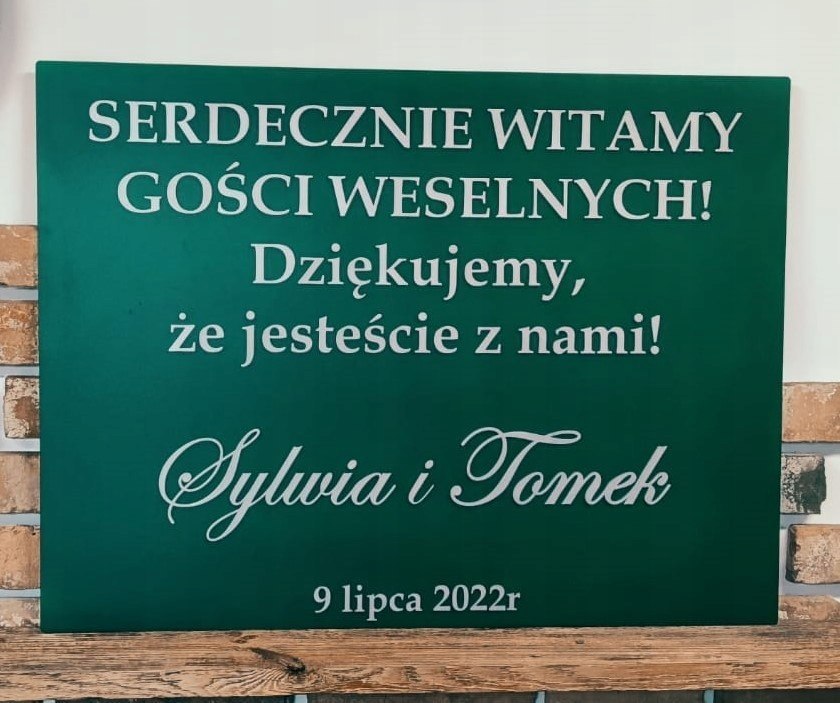 SERDECZNIE WITAMY
GOŚCI WESELNYCH!
Dziękujemy,
że jesteście z nami!
Sylwia i Tomek
9 lipca 2022r